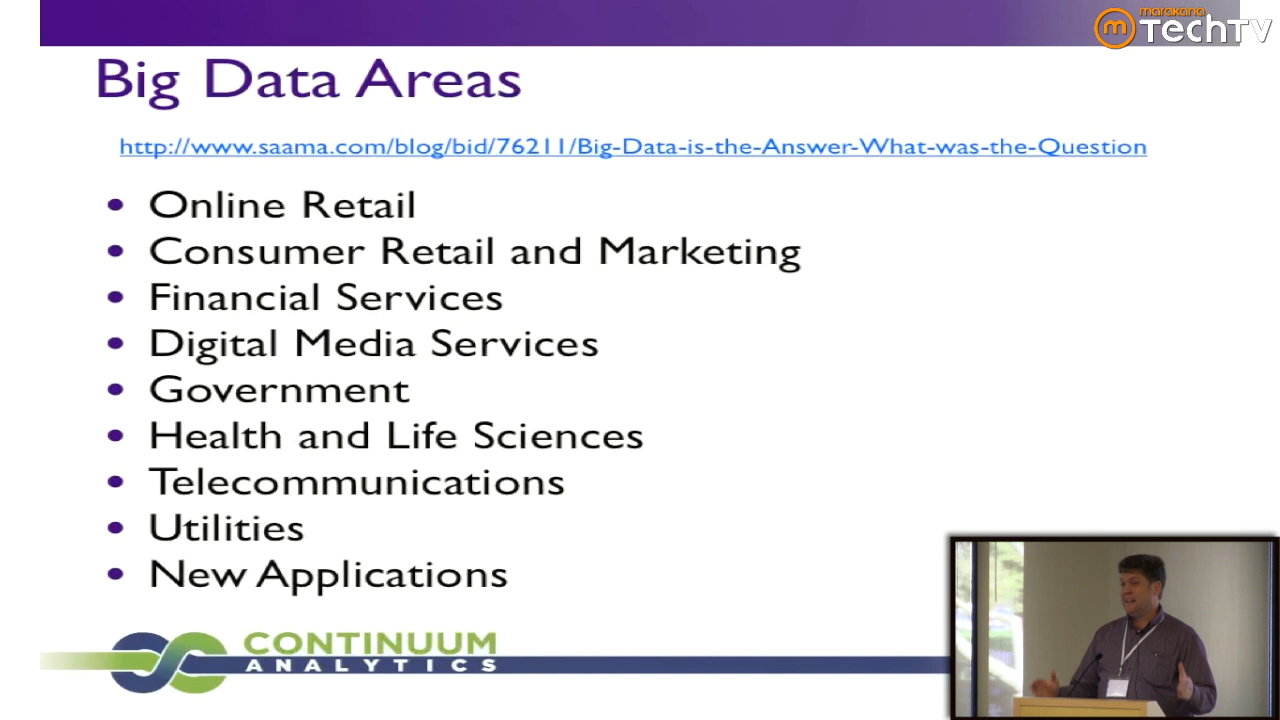 marakana
m TechTV
Big Data Areas
http://www.saama.com/blog/bid/76211/Big-Data-is-the-Answer-What-was-the-Question
• Online Retail
• Consumer Retail and Marketing
• Financial Services
• Digital Media Services
• Government
• Health and Life Sciences
• Telecommunications
• Utilities
• New Applications
CONTINUUM
ANALYTICS